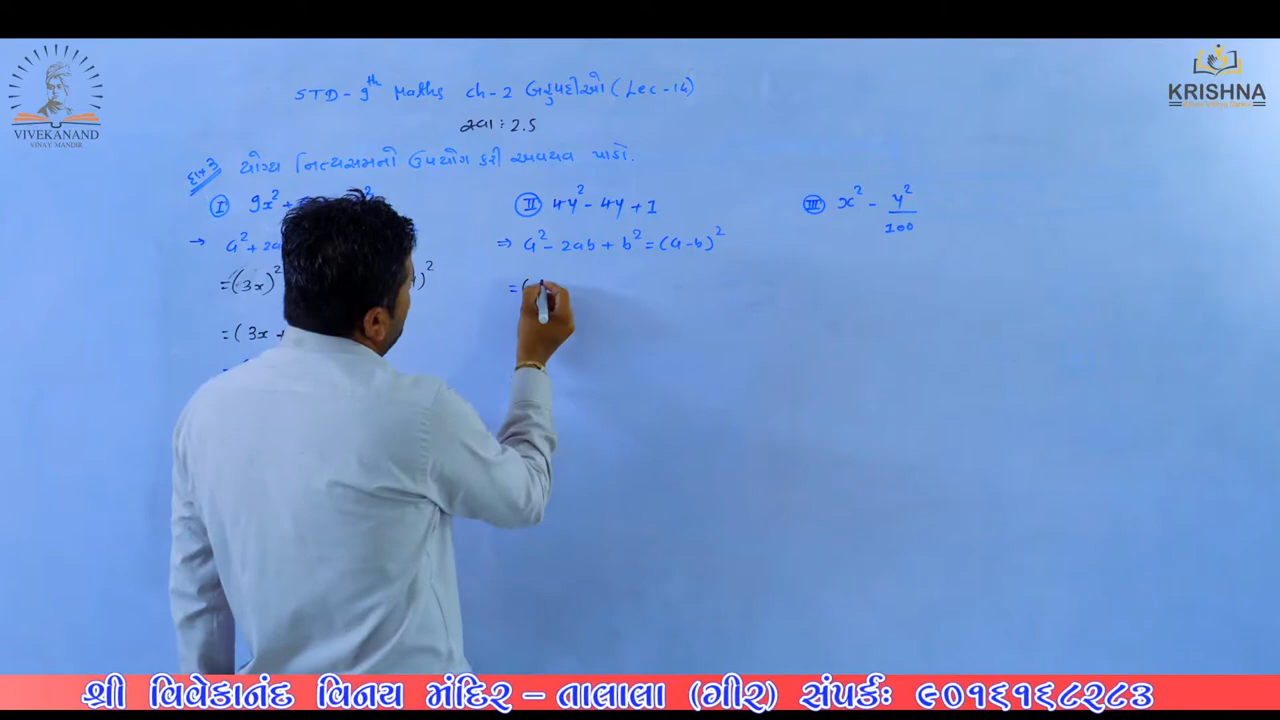 VIVEKANAND
VINAY MANDIR
KRISHNA
STD - 9th Maths ch-2 બહુપદીઓ (Lec-14)
સ્વા : 2.5
દા 3 યોગ્ય નિત્યસમનો ઉપયોગ કરી અવયવ પાડો.
I 9x² +
→ a² + 2a
= (3x)²
= (3x +
II 4y² - 4y + 1
⇒ a² - 2ab + b² = (a-b)²
= (
III x² - y²/100
શ્રી વિવેકાનંદ વિનય મંદિર – તાલાલા (ગીર) સંપર્કઃ ૯૦૧૬૧૬૮૨૮૩